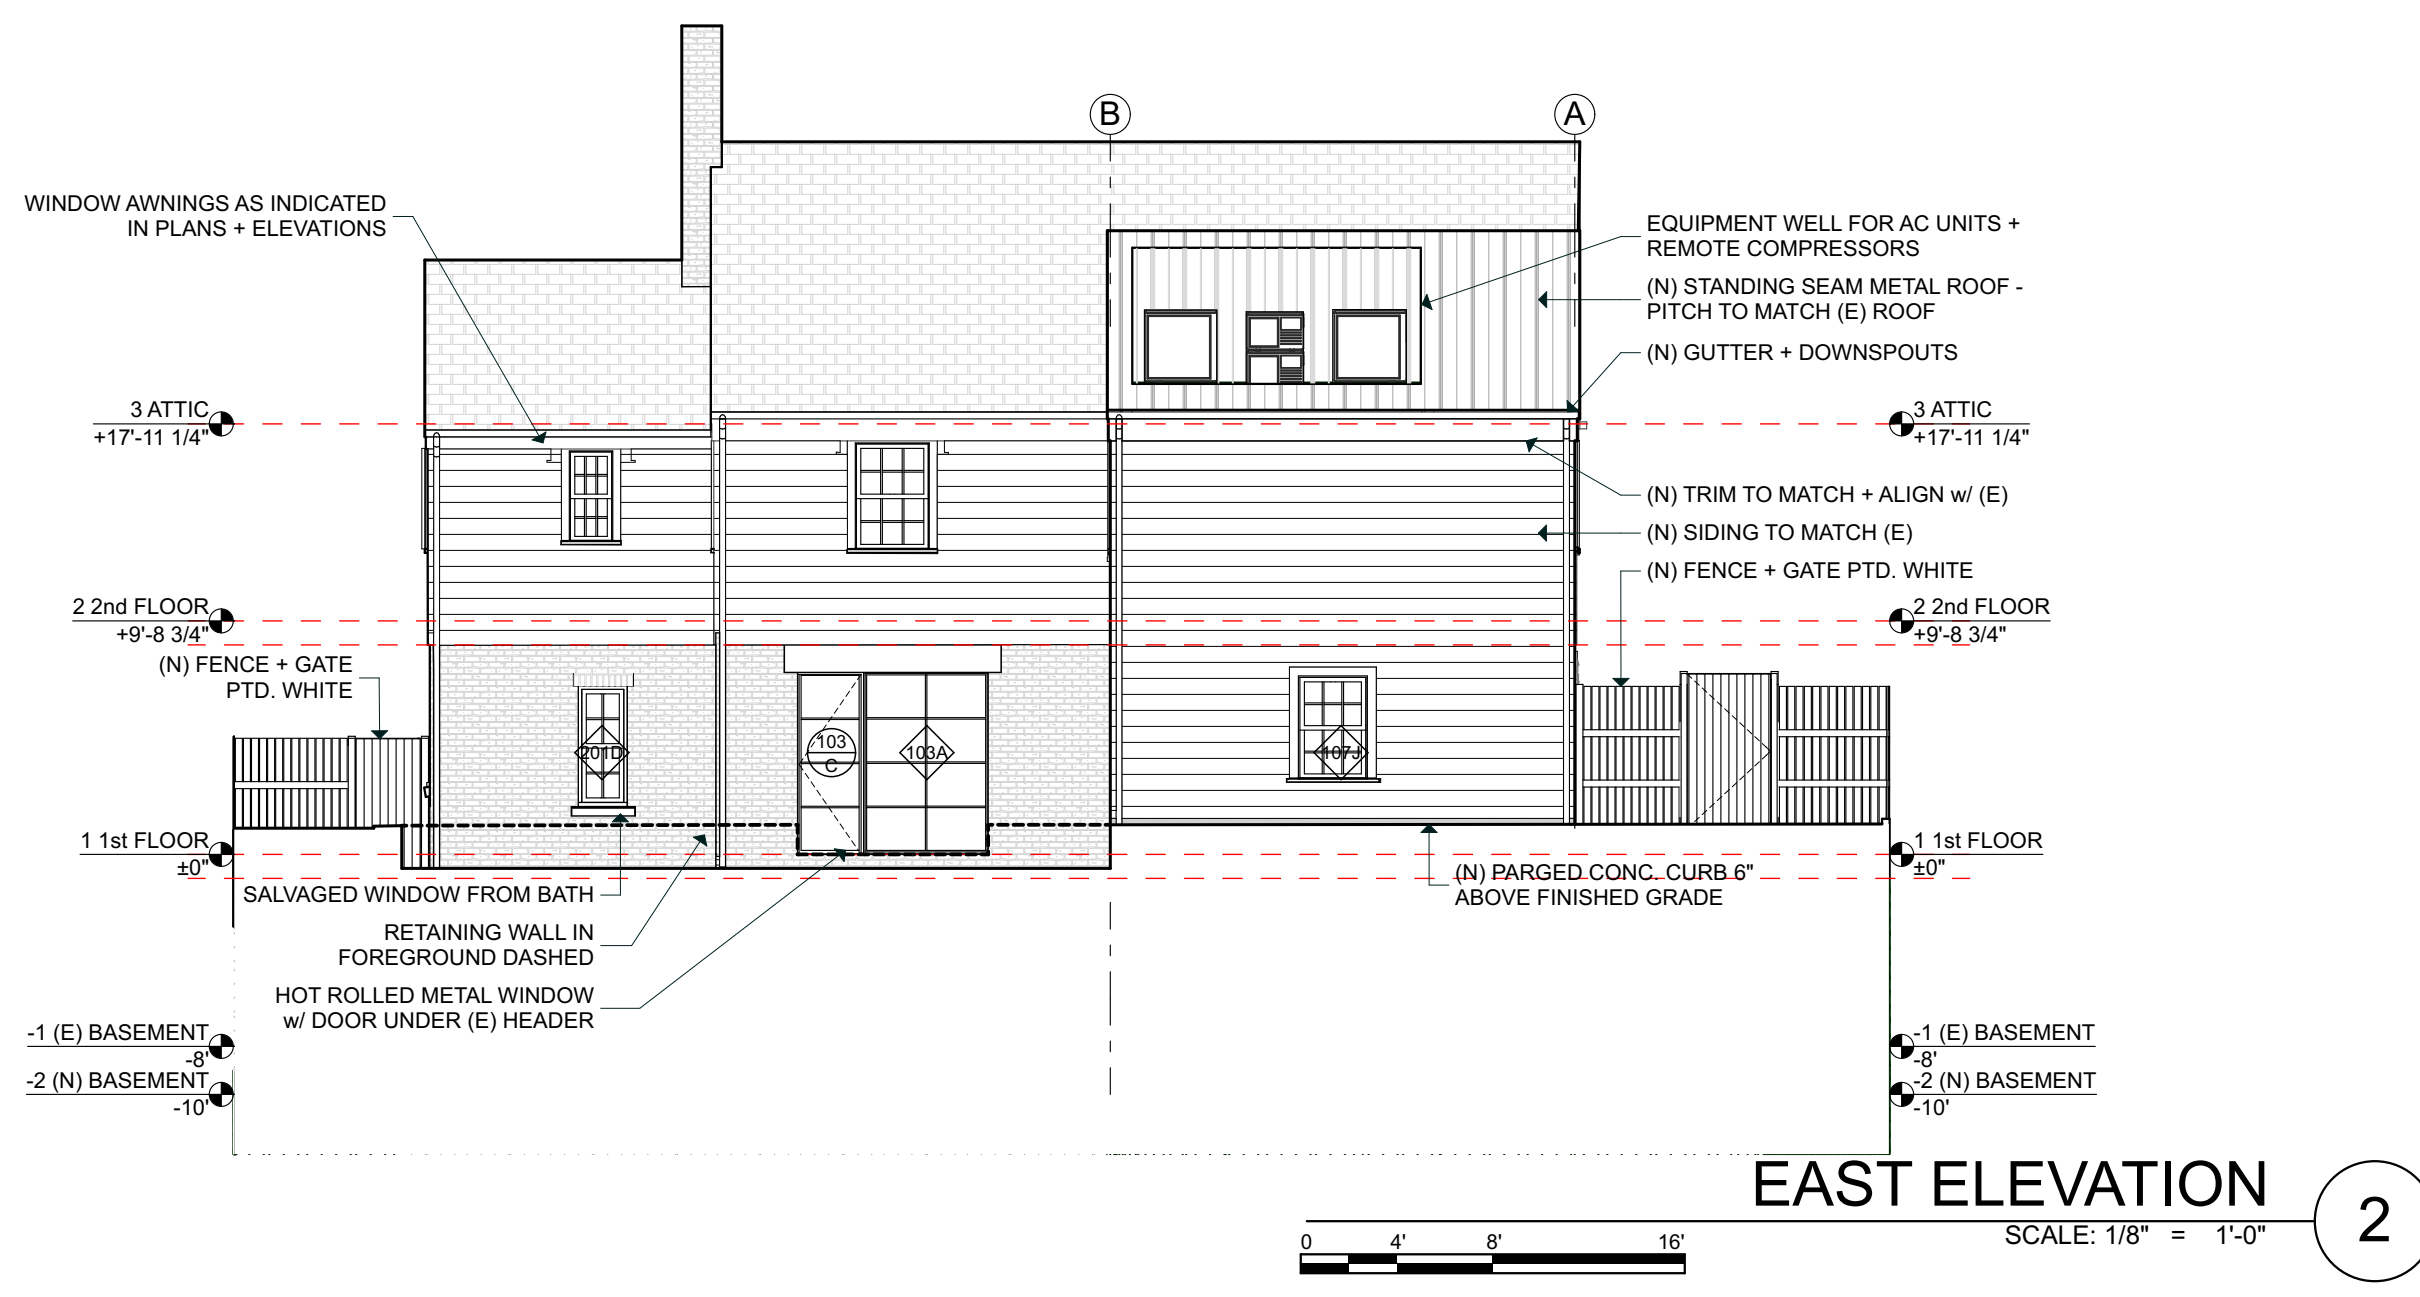 B
A
WINDOW AWNINGS AS INDICATED
IN PLANS + ELEVATIONS
EQUIPMENT WELL FOR AC UNITS +
REMOTE COMPRESSORS
(N) STANDING SEAM METAL ROOF -
PITCH TO MATCH (E) ROOF
(N) GUTTER + DOWNSPOUTS
3 ATTIC
+17'-11 1/4"
3 ATTIC
+17'-11 1/4"
(N) TRIM TO MATCH + ALIGN w/ (E)
(N) SIDING TO MATCH (E)
(N) FENCE + GATE PTD. WHITE
2 2nd FLOOR
+9'-8 3/4"
2 2nd FLOOR
+9'-8 3/4"
(N) FENCE + GATE
PTD. WHITE
201D
103
C
103A
107J
1 1st FLOOR
±0"
1 1st FLOOR
±0"
SALVAGED WINDOW FROM BATH
(N) PARGED CONC. CURB 6"
ABOVE FINISHED GRADE
RETAINING WALL IN
FOREGROUND DASHED
HOT ROLLED METAL WINDOW
w/ DOOR UNDER (E) HEADER
-1 (E) BASEMENT
-8'
-2 (N) BASEMENT
-10'
-1 (E) BASEMENT
-8'
-2 (N) BASEMENT
-10'
EAST ELEVATION
2
SCALE: 1/8" = 1'-0"
0 4' 8' 16'